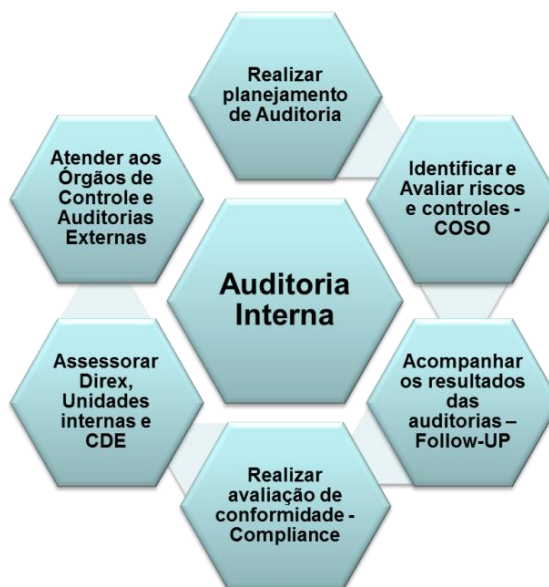 Realizar
planejamento
de Auditoria
Identificar e
Avaliar riscos
e controles -
COSO
Acompanhar
os resultados
das
auditorias –
Follow-UP
Realizar
avaliação de
conformidade -
Compliance
Assessorar
Direx,
Unidades
internas e
CDE
Atender aos
Órgãos de
Controle e
Auditorias
Externas
Auditoria
Interna